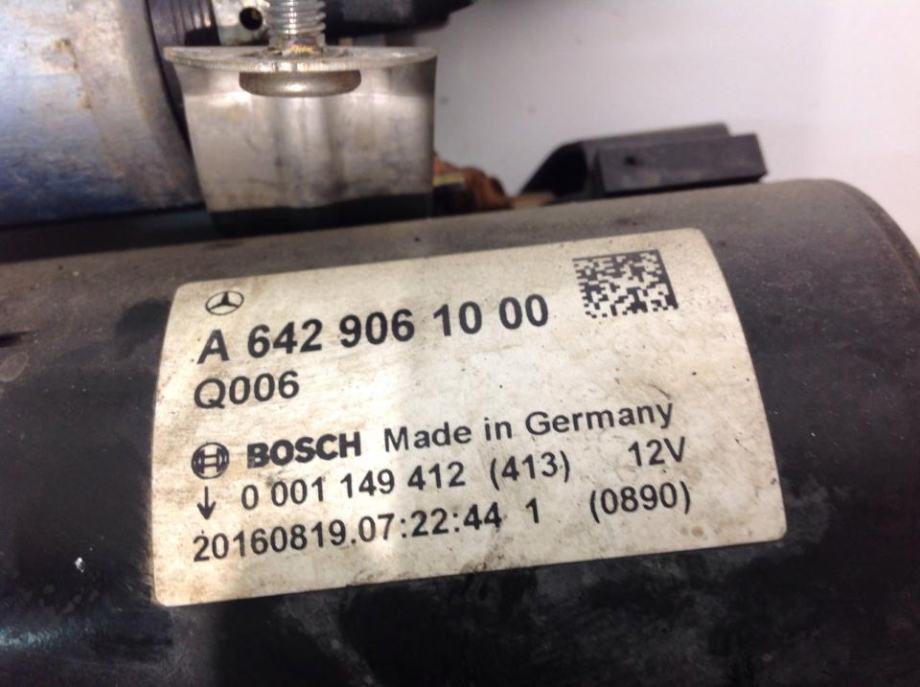 A 642 906 10 00
Q006
BOSCH Made in Germany
↓ 0 001 149 412 (413) 12V
20160819.07:22:44 1 (0890)